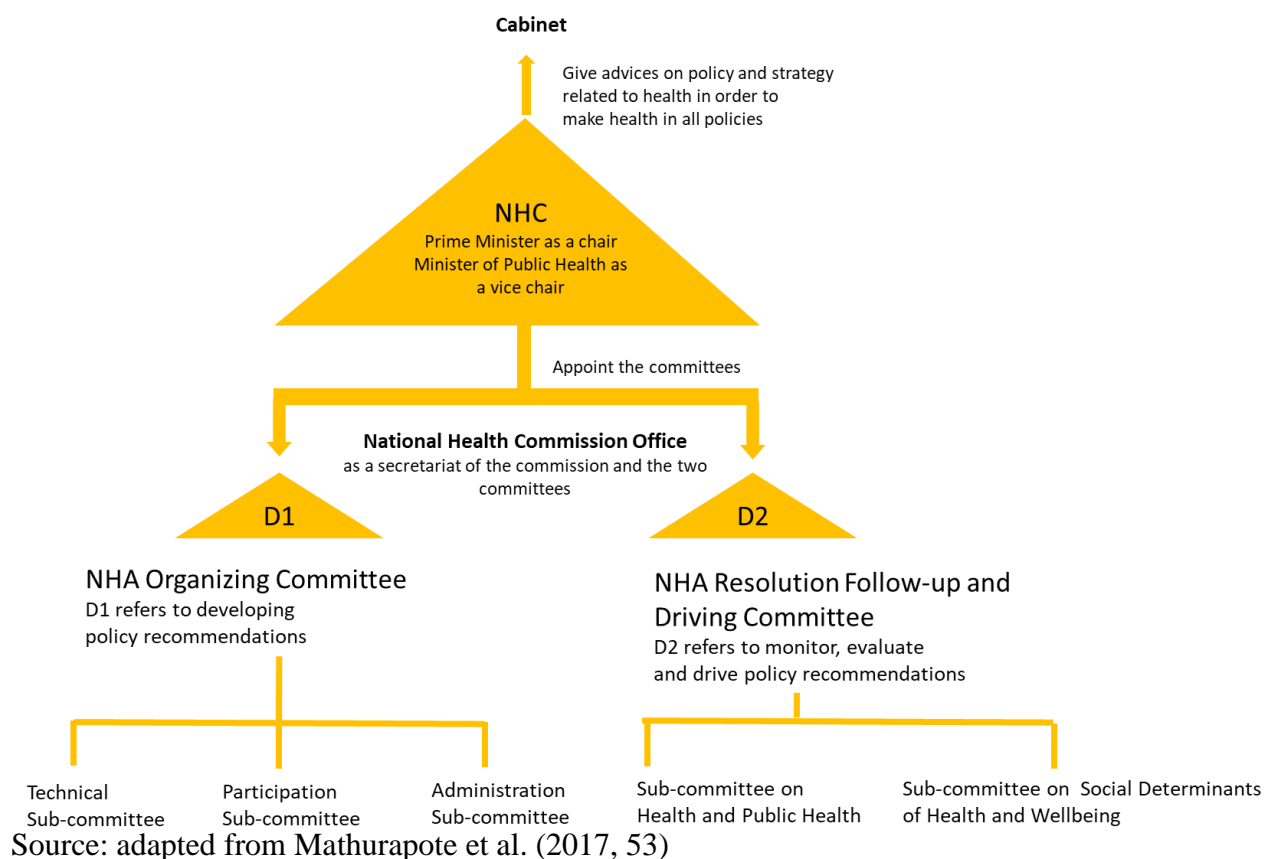 Cabinet
Give advices on policy and strategy
related to health in order to
make health in all policies
NHC
Prime Minister as a chair
Minister of Public Health as
a vice chair
Appoint the committees
National Health Commission Office
as a secretariat of the commission and the two
committees
D1
D2
NHA Organizing Committee
D1 refers to developing
policy recommendations
NHA Resolution Follow-up and
Driving Committee
D2 refers to monitor, evaluate
and drive policy recommendations
Technical
Sub-committee
Participation
Sub-committee
Administration
Sub-committee
Sub-committee on
Health and Public Health
Sub-committee on Social Determinants
of Health and Wellbeing
Source: adapted from Mathurapote et al. (2017, 53)